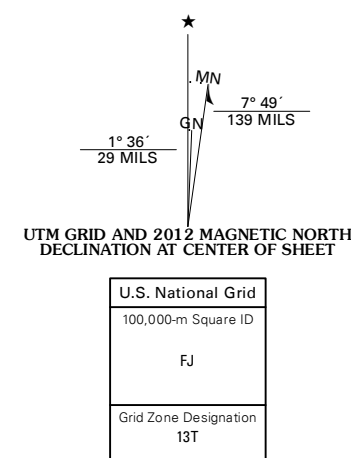 ★
MN
7° 49´
139 MILS
GN
1° 36´
29 MILS
UTM GRID AND 2012 MAGNETIC NORTH
DECLINATION AT CENTER OF SHEET
U.S. National Grid
100,000-m Square ID
FJ
Grid Zone Designation
13T